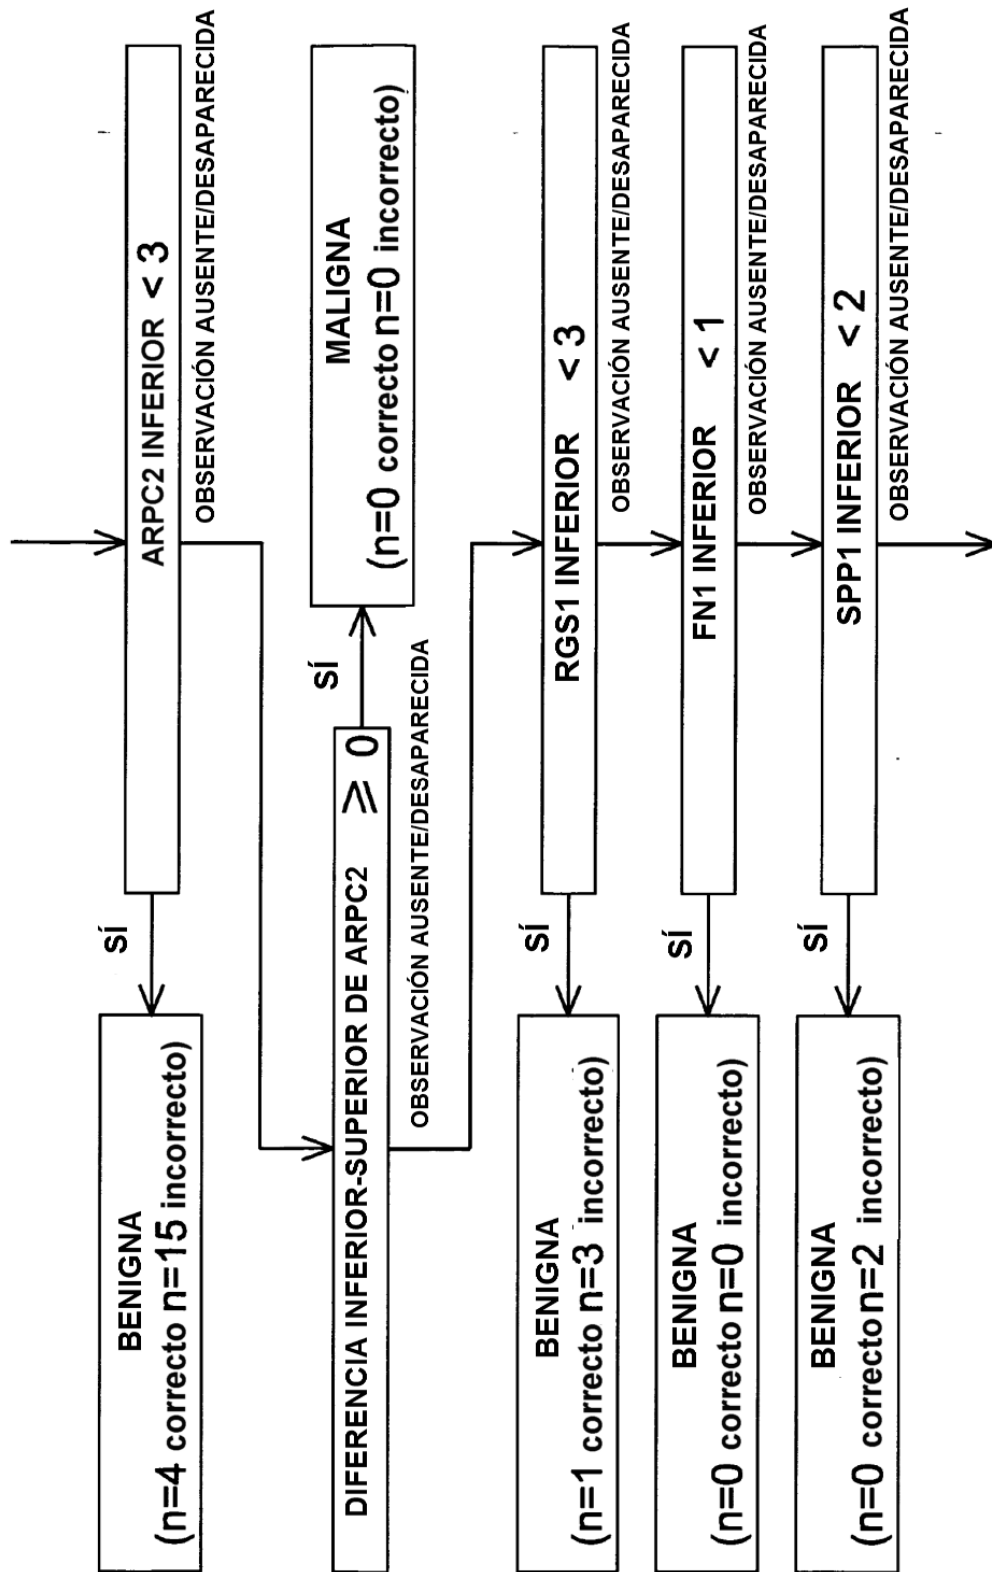 ARPC2 INFERIOR < 3
OBSERVACIÓN AUSENTE/DESAPARECIDA
SÍ
BENIGNA
(n=4 correcto n=15 incorrecto)
DIFERENCIA INFERIOR-SUPERIOR DE ARPC2 ⩾ 0
SÍ
MALIGNA
(n=0 correcto n=0 incorrecto)
OBSERVACIÓN AUSENTE/DESAPARECIDA
RGS1 INFERIOR < 3
OBSERVACIÓN AUSENTE/DESAPARECIDA
SÍ
BENIGNA
(n=1 correcto n=3 incorrecto)
FN1 INFERIOR < 1
OBSERVACIÓN AUSENTE/DESAPARECIDA
SÍ
BENIGNA
(n=0 correcto n=0 incorrecto)
SPP1 INFERIOR < 2
OBSERVACIÓN AUSENTE/DESAPARECIDA
SÍ
BENIGNA
(n=0 correcto n=2 incorrecto)